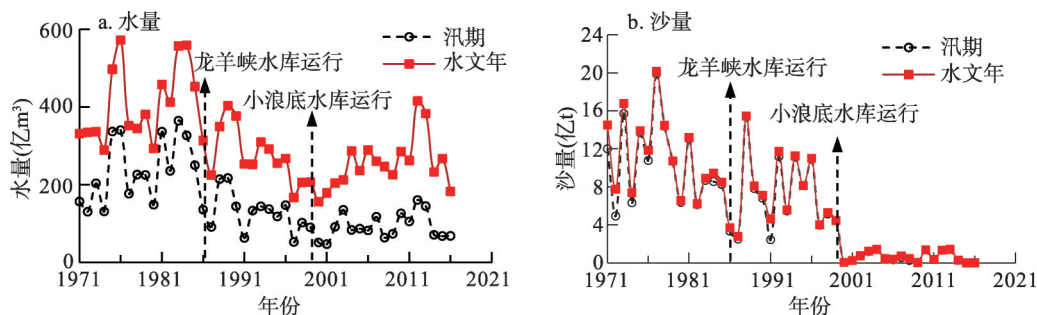 a. 水量
汛期
水文年
龙羊峡水库运行
小浪底水库运行
水量(亿m³)
600
400
200
0
1971
1981
1991
2001
2011
2021
年份
b. 沙量
汛期
水文年
龙羊峡水库运行
小浪底水库运行
沙量(亿t)
24
20
16
12
8
4
0
1971
1981
1991
2001
2011
2021
年份